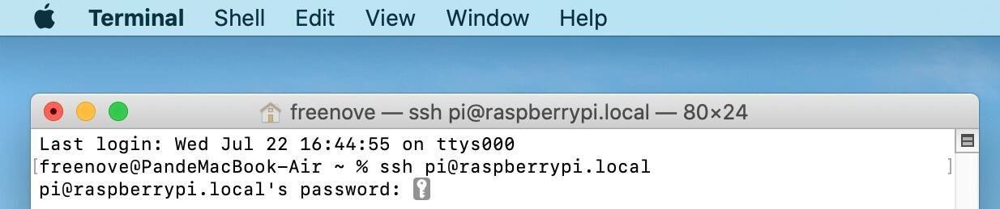 Terminal Shell Edit View Window Help
freenove — ssh pi@raspberrypi.local — 80×24
Last login: Wed Jul 22 16:44:55 on ttys000
[freenove@PandeMacBook-Air ~ % ssh pi@raspberrypi.local ]
pi@raspberrypi.local's password: